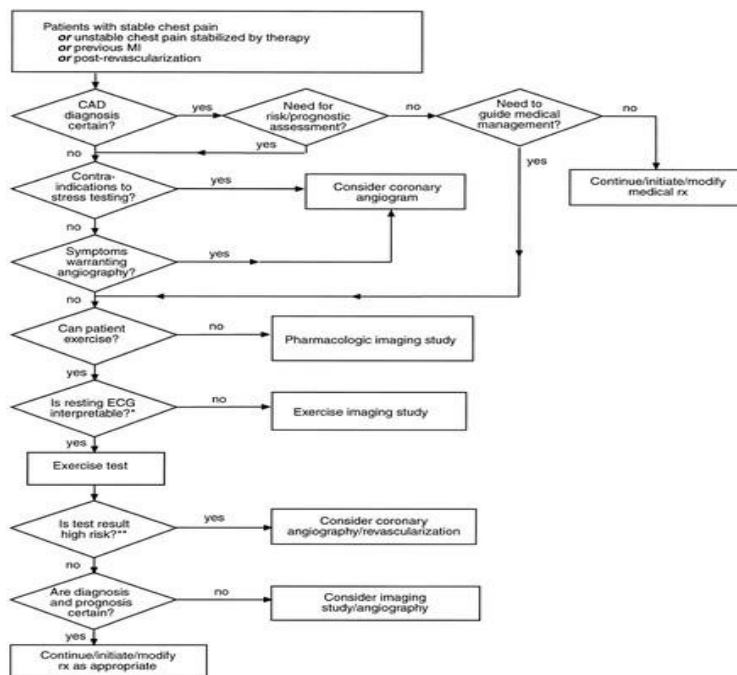 Patients with stable chest pain
or unstable chest pain stabilized by therapy
or previous MI
or post-revascularization
CAD
diagnosis
certain?
yes
Need for
risk/prognostic
assessment?
no
Need to
guide medical
management?
no
no
yes
yes
Contra-
indications to
stress testing?
yes
Consider coronary
angiogram
Continue/initiate/modify
medical rx
no
Symptoms
warranting
angiography?
yes
no
Can patient
exercise?
no
Pharmacologic imaging study
yes
Is resting ECG
interpretable?*
no
Exercise imaging study
yes
Exercise test
Is test result
high risk?**
yes
Consider coronary
angiography/revascularization
no
Are diagnosis
and prognosis
certain?
no
Consider imaging
study/angiography
yes
Continue/initiate/modify
rx as appropriate